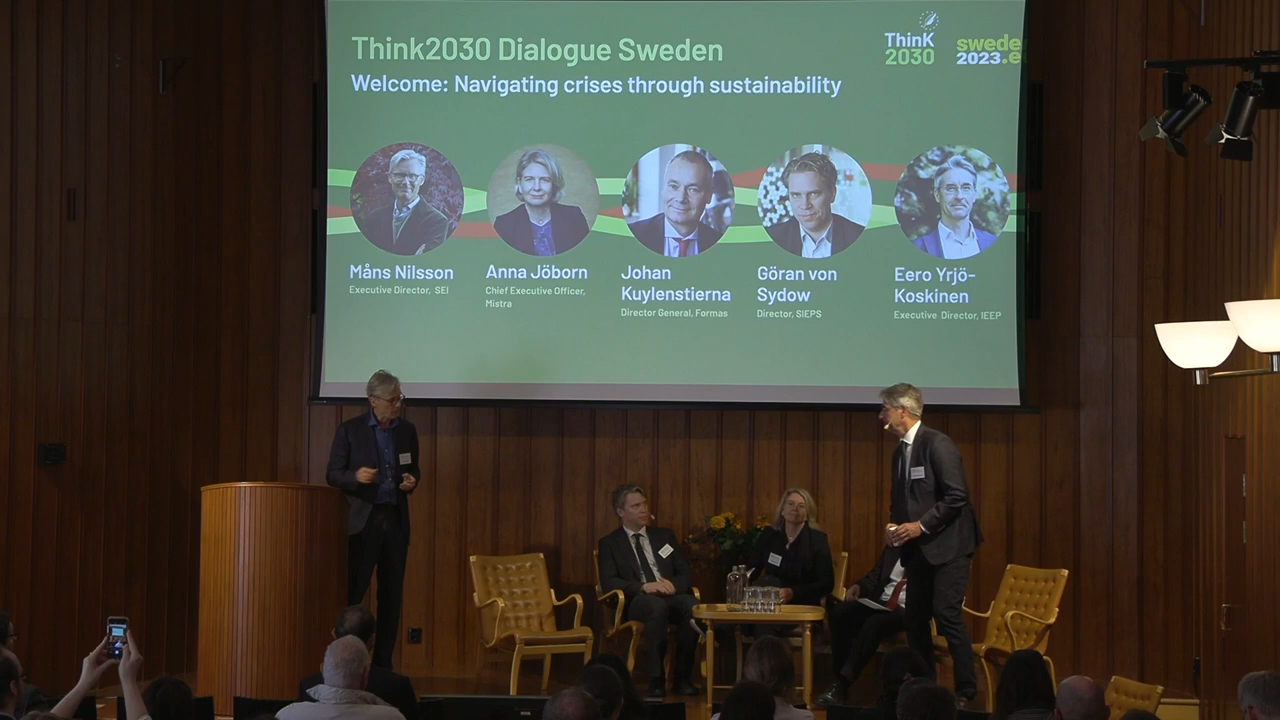 Think2030 Dialogue Sweden
Welcome: Navigating crises through sustainability
ThinK
2030
swede
2023.e
Måns Nilsson
Executive Director, SEI
Anna Jöborn
Chief Executive Officer,
Mistra
Johan
Kuylenstierna
Director General, Formas
Göran von
Sydow
Director, SIEPS
Eero Yrjö-
Koskinen
Executive Director, IEEP